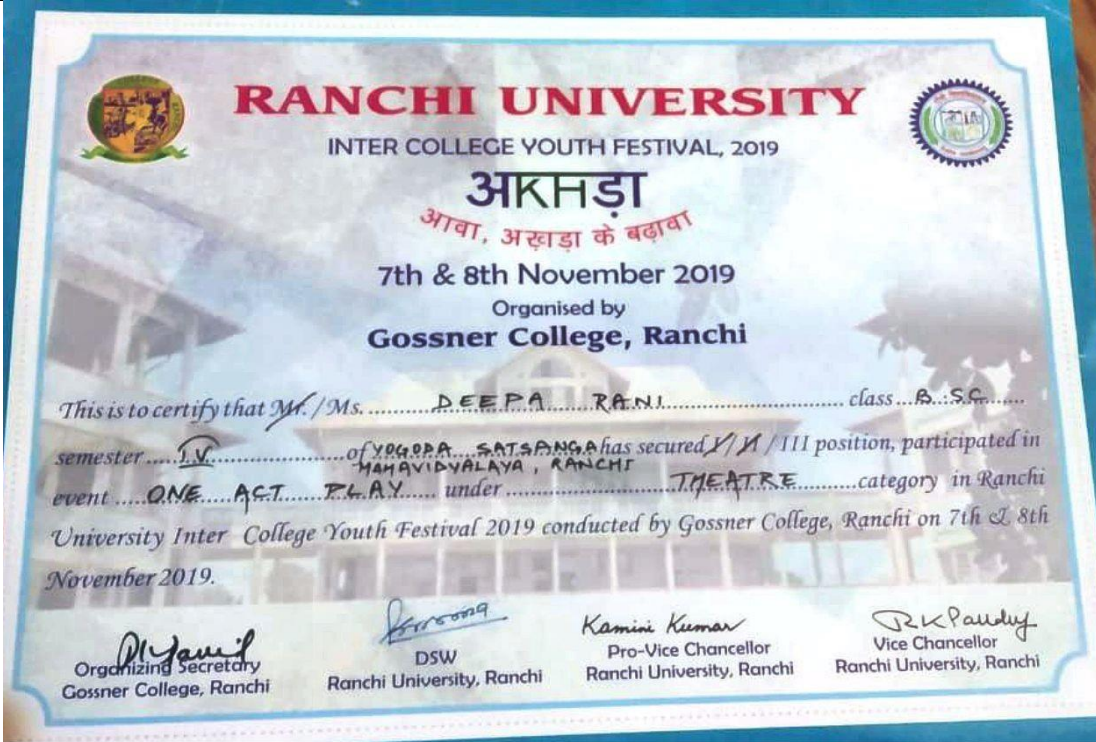 RANCHI UNIVERSITY
INTER COLLEGE YOUTH FESTIVAL, 2019
अKHड़ा
आवा, अखड़ा के बढ़ावा
7th & 8th November 2019
Organised by
Gossner College, Ranchi
This is to certify that Mr. / Ms. DEEPA RANI class B.SC
semester IV of YOGODA SATSANGA has secured I / II / III position, participated in
MAHAVIDYALAYA, RANCHI
event ONE ACT PLAY under THEATRE category in Ranchi
University Inter College Youth Festival 2019 conducted by Gossner College, Ranchi on 7th & 8th
November 2019.
Kamini Kumar
RKPandey
Organizing Secretary
Gossner College, Ranchi
DSW
Ranchi University, Ranchi
Pro-Vice Chancellor
Ranchi University, Ranchi
Vice Chancellor
Ranchi University, Ranchi